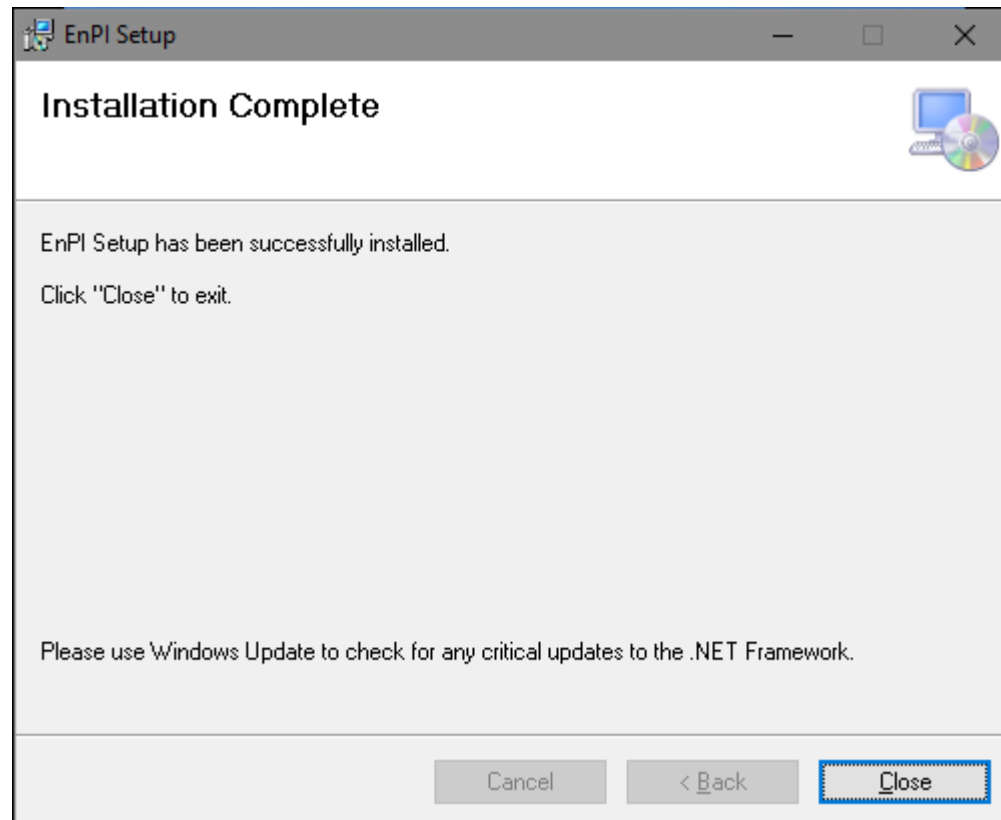 EnPI Setup
Installation Complete
EnPI Setup has been successfully installed.
Click "Close" to exit.
Please use Windows Update to check for any critical updates to the .NET Framework.
Cancel
< Back
Close